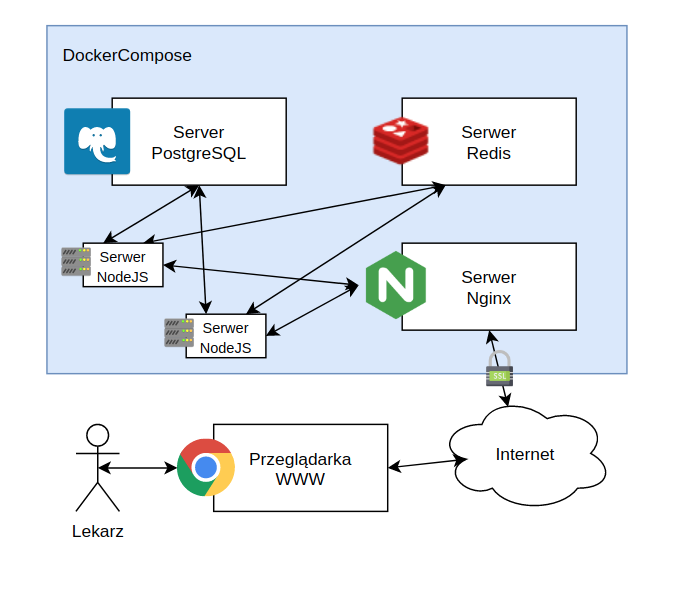 DockerCompose
Server
PostgreSQL
Serwer
Redis
Serwer
NodeJS
Serwer
Nginx
Serwer
NodeJS
SSL
Internet
Przeglądarka
WWW
Lekarz